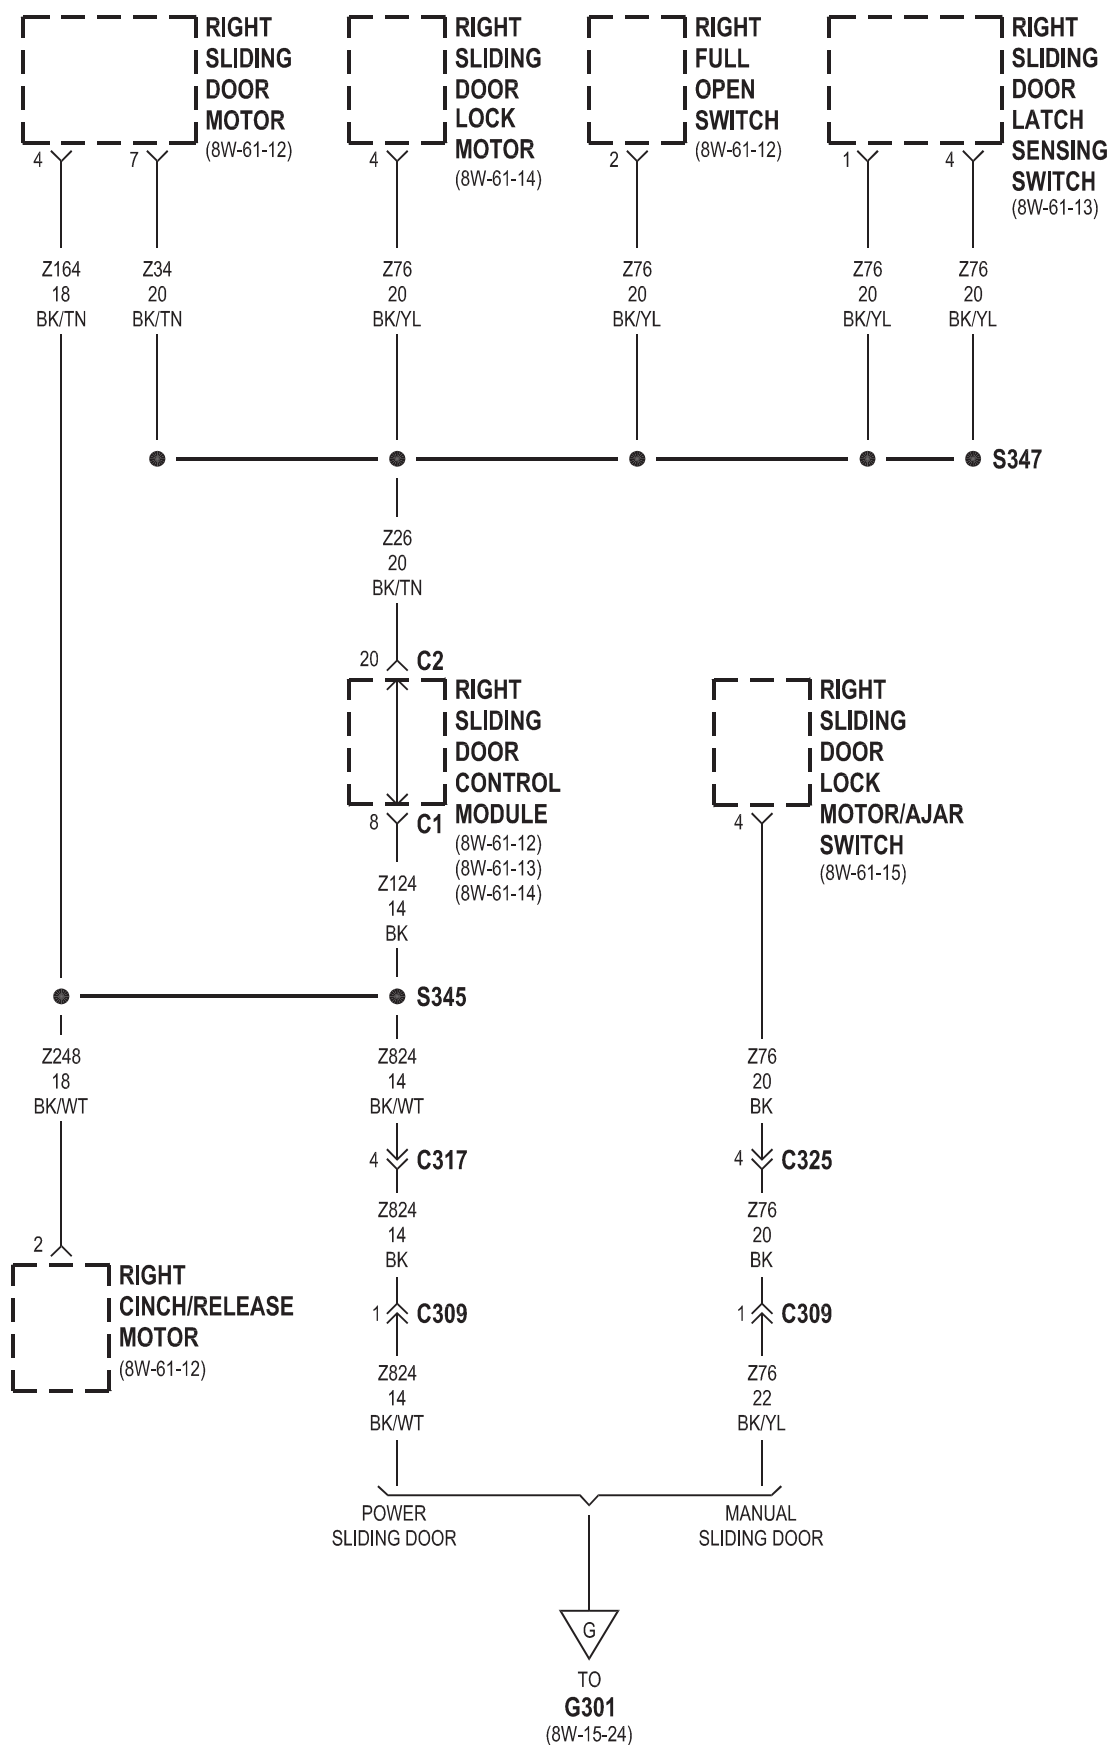 RIGHT
SLIDING
DOOR
MOTOR
(8W-61-12)
RIGHT
SLIDING
DOOR
LOCK
MOTOR
(8W-61-14)
RIGHT
FULL
OPEN
SWITCH
(8W-61-12)
RIGHT
SLIDING
DOOR
LATCH
SENSING
SWITCH
(8W-61-13)
4
7
4
2
1
4
Z164
18
BK/TN
Z34
20
BK/TN
Z76
20
BK/YL
Z76
20
BK/YL
Z76
20
BK/YL
Z76
20
BK/YL
S347
Z26
20
BK/TN
20
C2
RIGHT
SLIDING
DOOR
CONTROL
MODULE
(8W-61-12)
(8W-61-13)
(8W-61-14)
8
C1
RIGHT
SLIDING
DOOR
LOCK
MOTOR/AJAR
SWITCH
(8W-61-15)
4
Z124
14
BK
S345
Z248
18
BK/WT
Z824
14
BK/WT
Z76
20
BK
4
C317
4
C325
Z824
14
BK
Z76
20
BK
2
RIGHT
CINCH/RELEASE
MOTOR
(8W-61-12)
1
C309
1
C309
Z824
14
BK/WT
Z76
22
BK/YL
POWER
SLIDING DOOR
MANUAL
SLIDING DOOR
G
TO
G301
(8W-15-24)